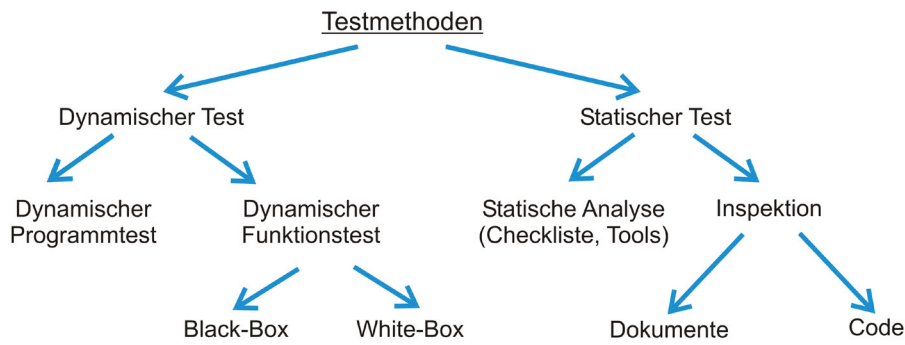 Testmethoden
Dynamischer Test
Statischer Test
Dynamischer
Programmtest
Dynamischer
Funktionstest
Statische Analyse
(Checkliste, Tools)
Inspektion
Black-Box
White-Box
Dokumente
Code